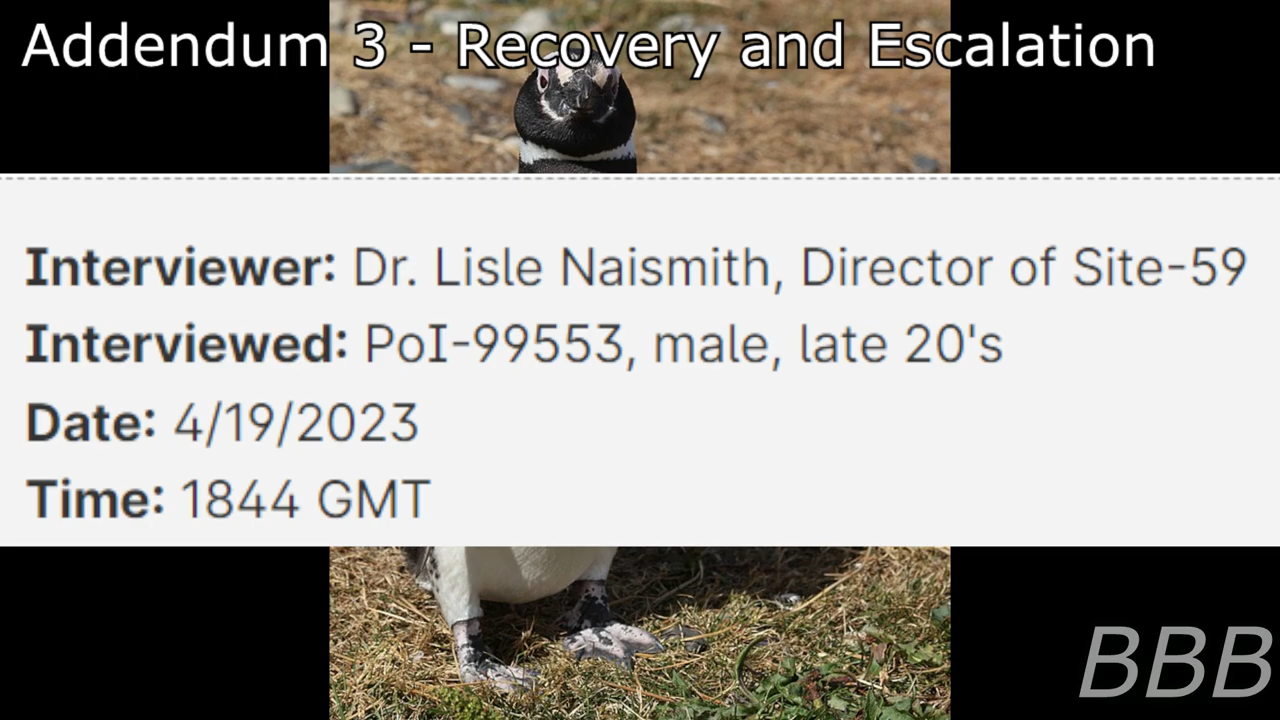 Addendum 3 - Recovery and Escalation
Interviewer: Dr. Lisle Naismith, Director of Site-59
Interviewed: PoI-99553, male, late 20's
Date: 4/19/2023
Time: 1844 GMT
BBB